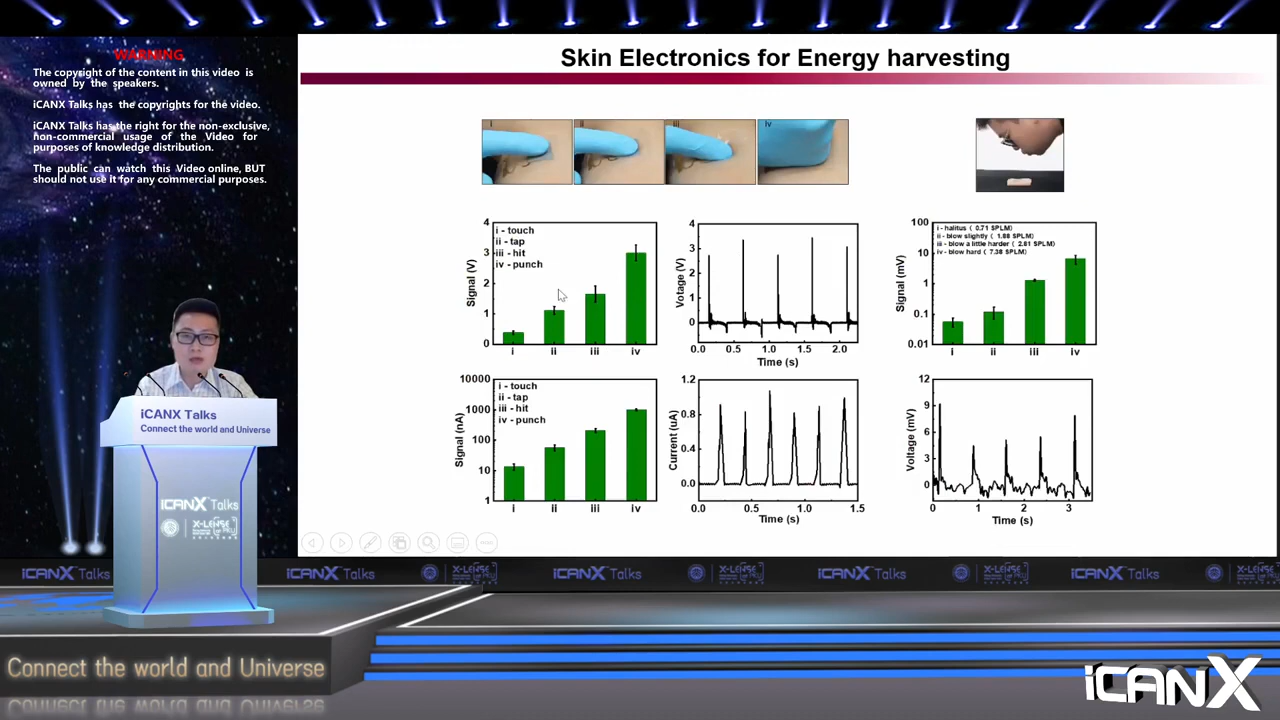 WARNING
The copyright of the content in this video is
owned by the speakers.
iCANX Talks has the copyrights for the video.
iCANX Talks has the right for the non-exclusive,
non-commercial usage of the Video for
purposes of knowledge distribution.
The public can watch this Video online, BUT
should not use it for any commercial purposes.
Skin Electronics for Energy harvesting
i
ii
iii
iv
Signal (V)
4
3
2
1
0
i - touch
ii - tap
iii - hit
iv - punch
i
ii
iii
iv
Votage (V)
4
3
2
1
0
0.0
0.5
1.0
1.5
2.0
Time (s)
Signal (mV)
100
10
1
0.1
0.01
i - halitus ( 0.71 SPLM)
ii - blow slightly ( 1.88 SPLM)
iii - blow a little harder ( 2.61 SPLM)
iv - blow hard ( 7.38 SPLM)
i
ii
iii
iv
Signal (nA)
10000
1000
100
10
1
i - touch
ii - tap
iii - hit
iv - punch
i
ii
iii
iv
Current (uA)
1.2
0.8
0.4
0.0
0.0
0.5
1.0
1.5
Time (s)
Voltage (mV)
12
9
6
3
0
0
1
2
3
Time (s)
iCANX Talks
Connect the world and Universe
iCANX Talks
X-LENSE
iCANX Talks
iCANX Talks
X-LENSE
iCANX Talks
X-LENSE
iCANX Talks
X-LENSE
iCANX Talks
Connect the world and Universe
iCANX